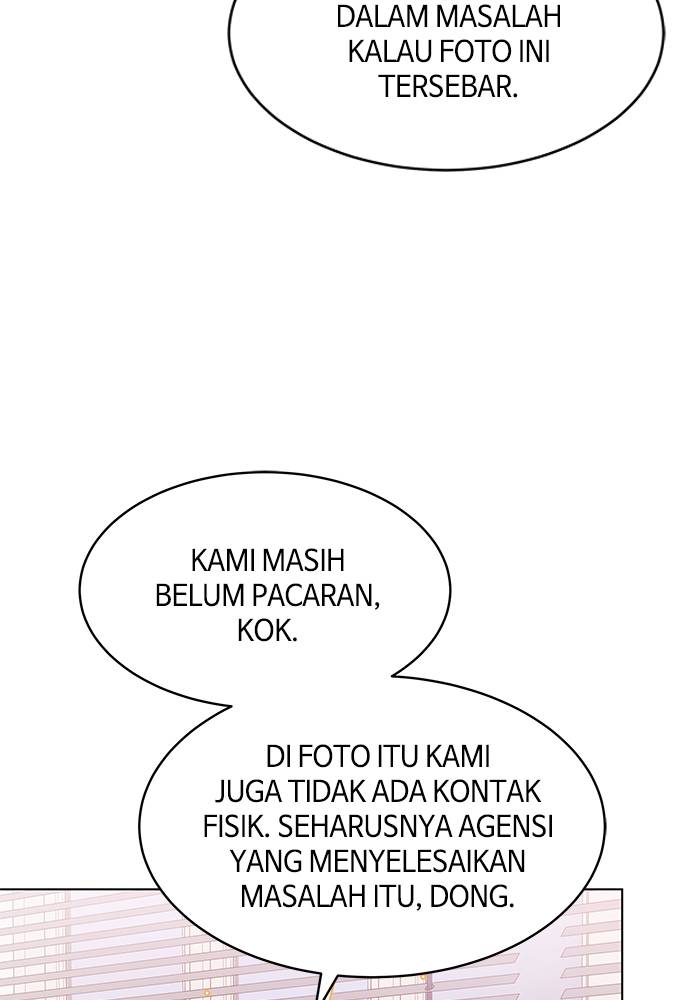 DALAM MASALAH
KALAU FOTO INI
TERSEBAR.
KAMI MASIH
BELUM PACARAN,
KOK.
DI FOTO ITU KAMI
JUGA TIDAK ADA KONTAK
FISIK. SEHARUSNYA AGENSI
YANG MENYELESAIKAN
MASALAH ITU, DONG.